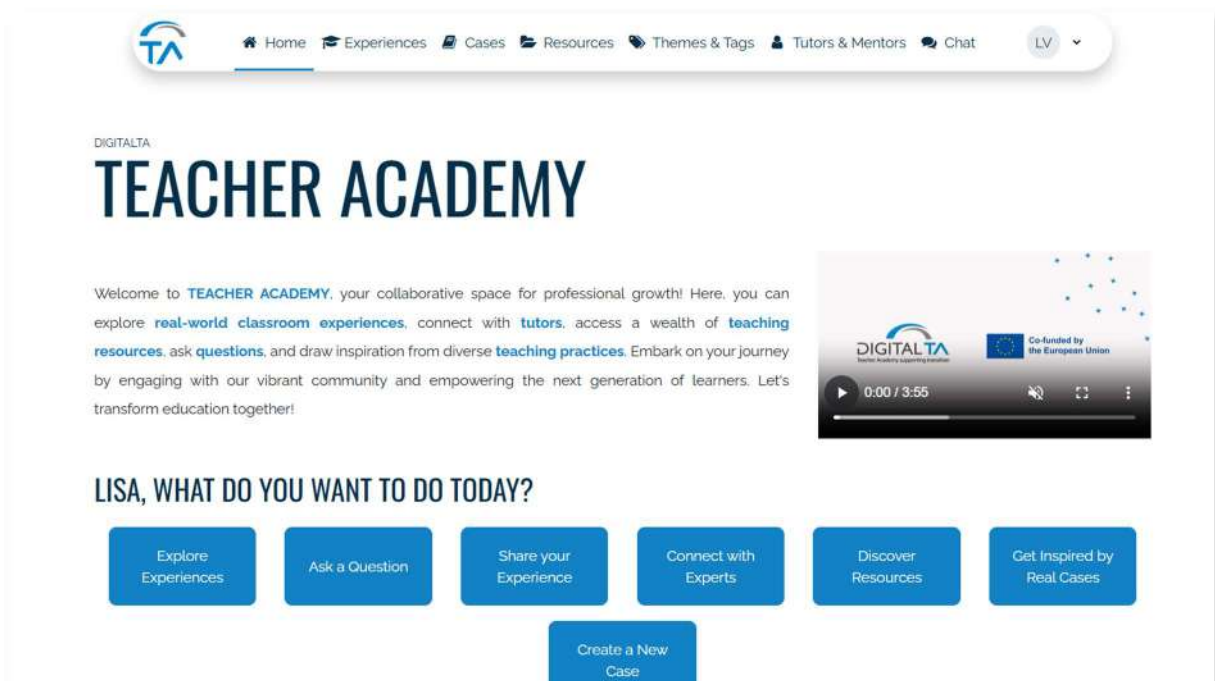 TA
Home Experiences Cases Resources Themes & Tags Tutors & Mentors Chat LV
DIGITALTA
TEACHER ACADEMY
Welcome to TEACHER ACADEMY, your collaborative space for professional growth! Here, you can
explore real-world classroom experiences, connect with tutors, access a wealth of teaching
resources, ask questions, and draw inspiration from diverse teaching practices. Embark on your journey
by engaging with our vibrant community and empowering the next generation of learners. Let's
transform education together!
DIGITALTA
Teacher Academy supporting transition
Co-funded by
the European Union
0:00 / 3:55
LISA, WHAT DO YOU WANT TO DO TODAY?
Explore
Experiences
Ask a Question
Share your
Experience
Connect with
Experts
Discover
Resources
Get Inspired by
Real Cases
Create a New
Case